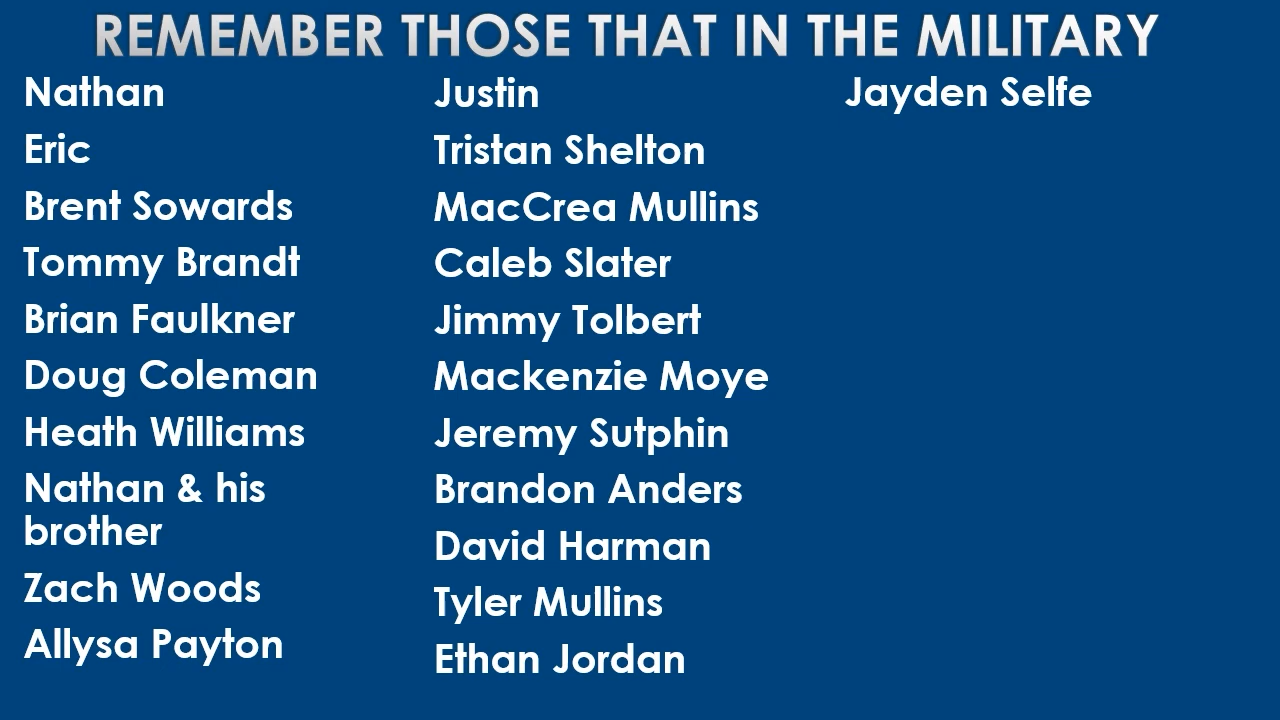 REMEMBER THOSE THAT IN THE MILITARY
Nathan
Eric
Brent Sowards
Tommy Brandt
Brian Faulkner
Doug Coleman
Heath Williams
Nathan & his
brother
Zach Woods
Allysa Payton
Justin
Tristan Shelton
MacCrea Mullins
Caleb Slater
Jimmy Tolbert
Mackenzie Moye
Jeremy Sutphin
Brandon Anders
David Harman
Tyler Mullins
Ethan Jordan
Jayden Selfe